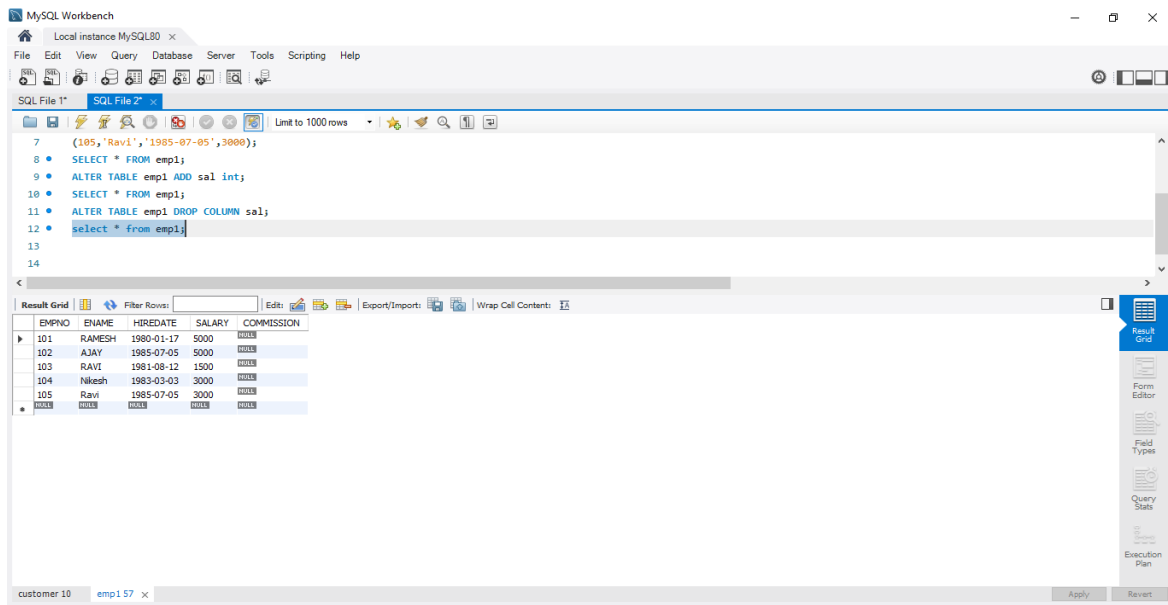 MySQL Workbench
Local instance MySQL80
File Edit View Query Database Server Tools Scripting Help
SQL File 1* SQL File 2*
Limit to 1000 rows
7 (105,'Ravi','1985-07-05',3000);
8 SELECT * FROM emp1;
9 ALTER TABLE emp1 ADD sal int;
10 SELECT * FROM emp1;
11 ALTER TABLE emp1 DROP COLUMN sal;
12 select * from emp1;
13
14
Result Grid Filter Rows: Edit: Export/Import: Wrap Cell Content:
EMPNO ENAME HIREDATE SALARY COMMISSION
101 RAMESH 1980-01-17 5000 NULL
102 AJAY 1985-07-05 5000 NULL
103 RAVI 1981-08-12 1500 NULL
104 Nikesh 1983-03-03 3000 NULL
105 Ravi 1985-07-05 3000 NULL
NULL NULL NULL NULL NULL
Result
Grid
Form
Editor
Field
Types
Query
Stats
Execution
Plan
customer 10 emp1 57 Apply Revert